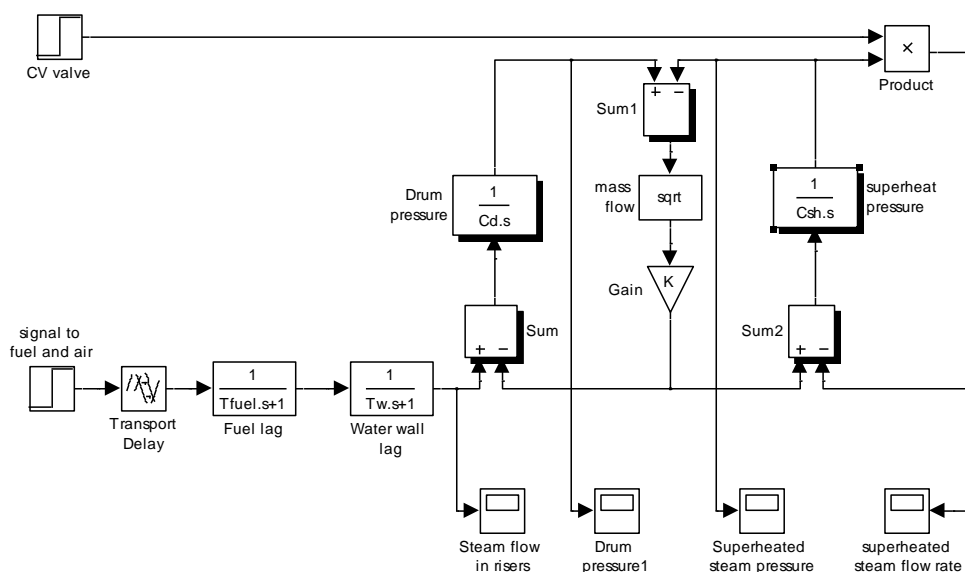 CV valve
×
Product
+ −
Sum1
Drum
pressure
1
Cd.s
mass
flow
sqrt
1
Csh.s
superheat
pressure
K
Gain
signal to
fuel and air
+ −
Sum
+ −
Sum2
Transport
Delay
1
Tfuel.s+1
Fuel lag
1
Tw.s+1
Water wall
lag
Steam flow
in risers
Drum
pressure1
Superheated
steam pressure
superheated
steam flow rate